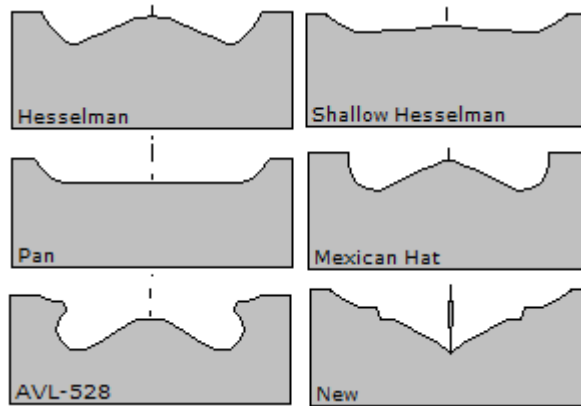 Hesselman
Shallow Hesselman
Pan
Mexican Hat
AVL-528
New